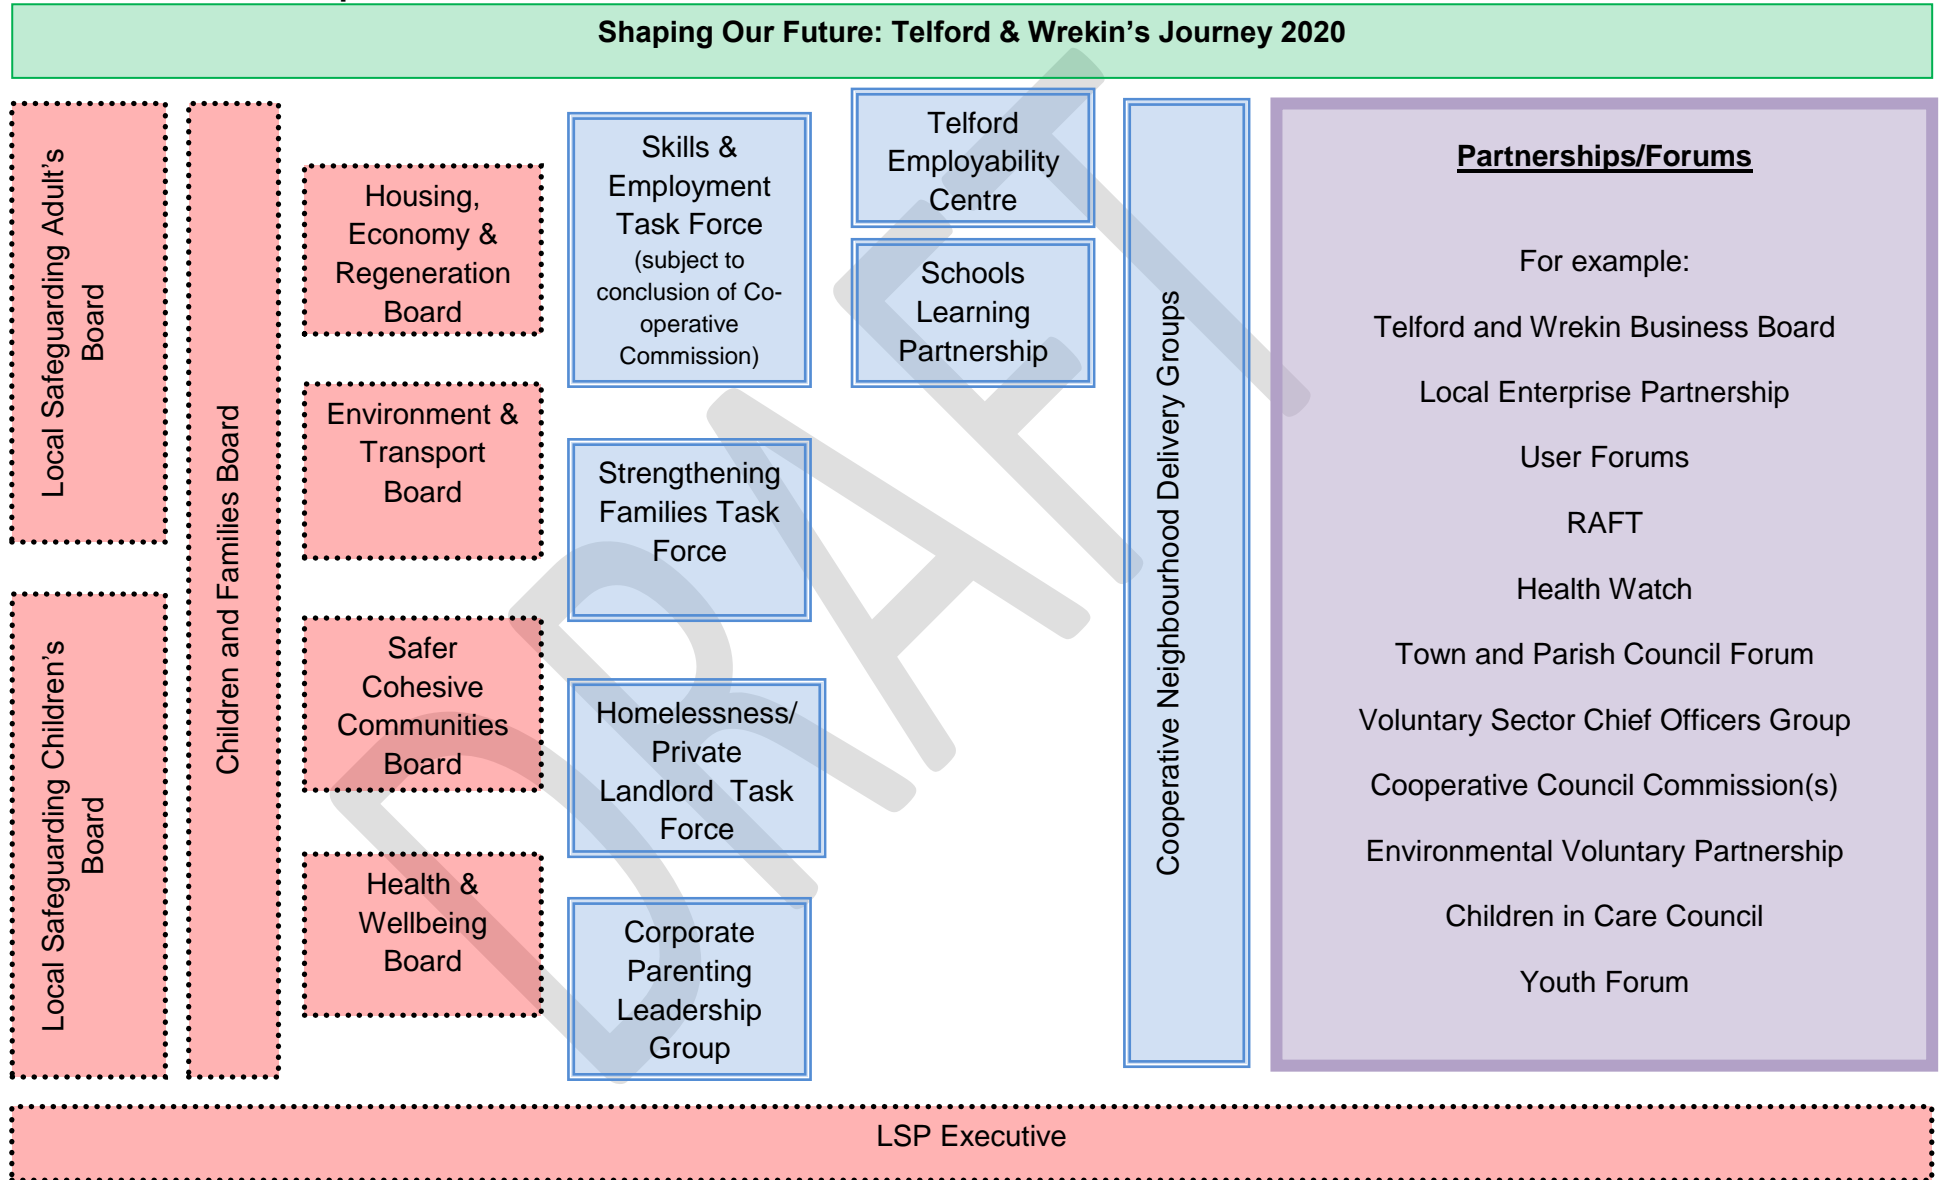 Shaping Our Future: Telford & Wrekin’s Journey 2020
Local Safeguarding Adult’s
Board
Local Safeguarding Children’s
Board
Children and Families Board
Housing,
Economy &
Regeneration
Board
Environment &
Transport
Board
Safer
Cohesive
Communities
Board
Health &
Wellbeing
Board
Skills &
Employment
Task Force
(subject to
conclusion of Co-
operative
Commission)
Strengthening
Families Task
Force
Homelessness/
Private
Landlord Task
Force
Corporate
Parenting
Leadership
Group
Telford
Employability
Centre
Schools
Learning
Partnership
Cooperative Neighbourhood Delivery Groups
Partnerships/Forums
For example:
Telford and Wrekin Business Board
Local Enterprise Partnership
User Forums
RAFT
Health Watch
Town and Parish Council Forum
Voluntary Sector Chief Officers Group
Cooperative Council Commission(s)
Environmental Voluntary Partnership
Children in Care Council
Youth Forum
LSP Executive
DRAFT